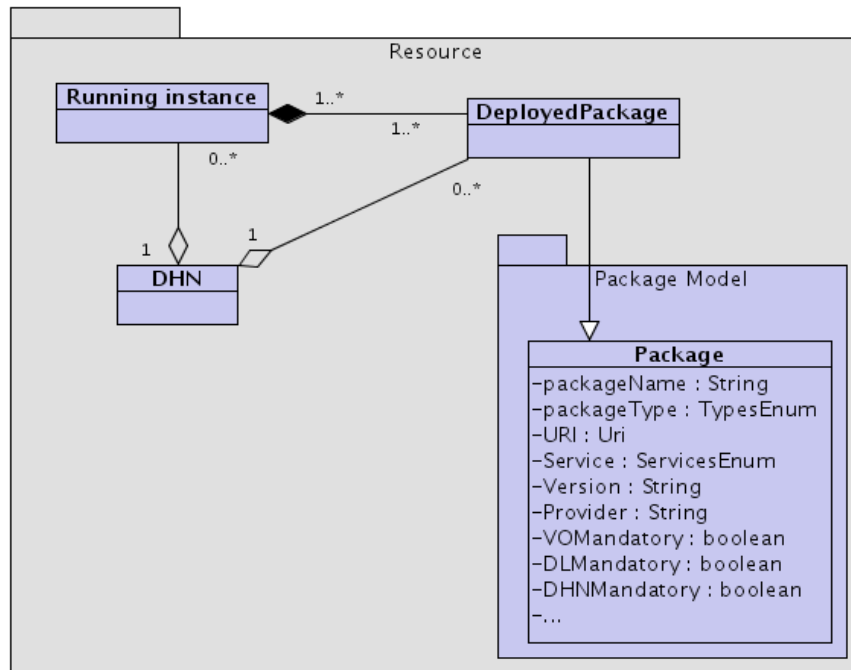 Resource
Running instance
1..*
1..*
DeployedPackage
0..*
0..*
1
1
DHN
Package Model
Package
-packageName : String
-packageType : TypesEnum
-URI : Uri
-Service : ServicesEnum
-Version : String
-Provider : String
-VOMandatory : boolean
-DLMandatory : boolean
-DHNMandatory : boolean
-...